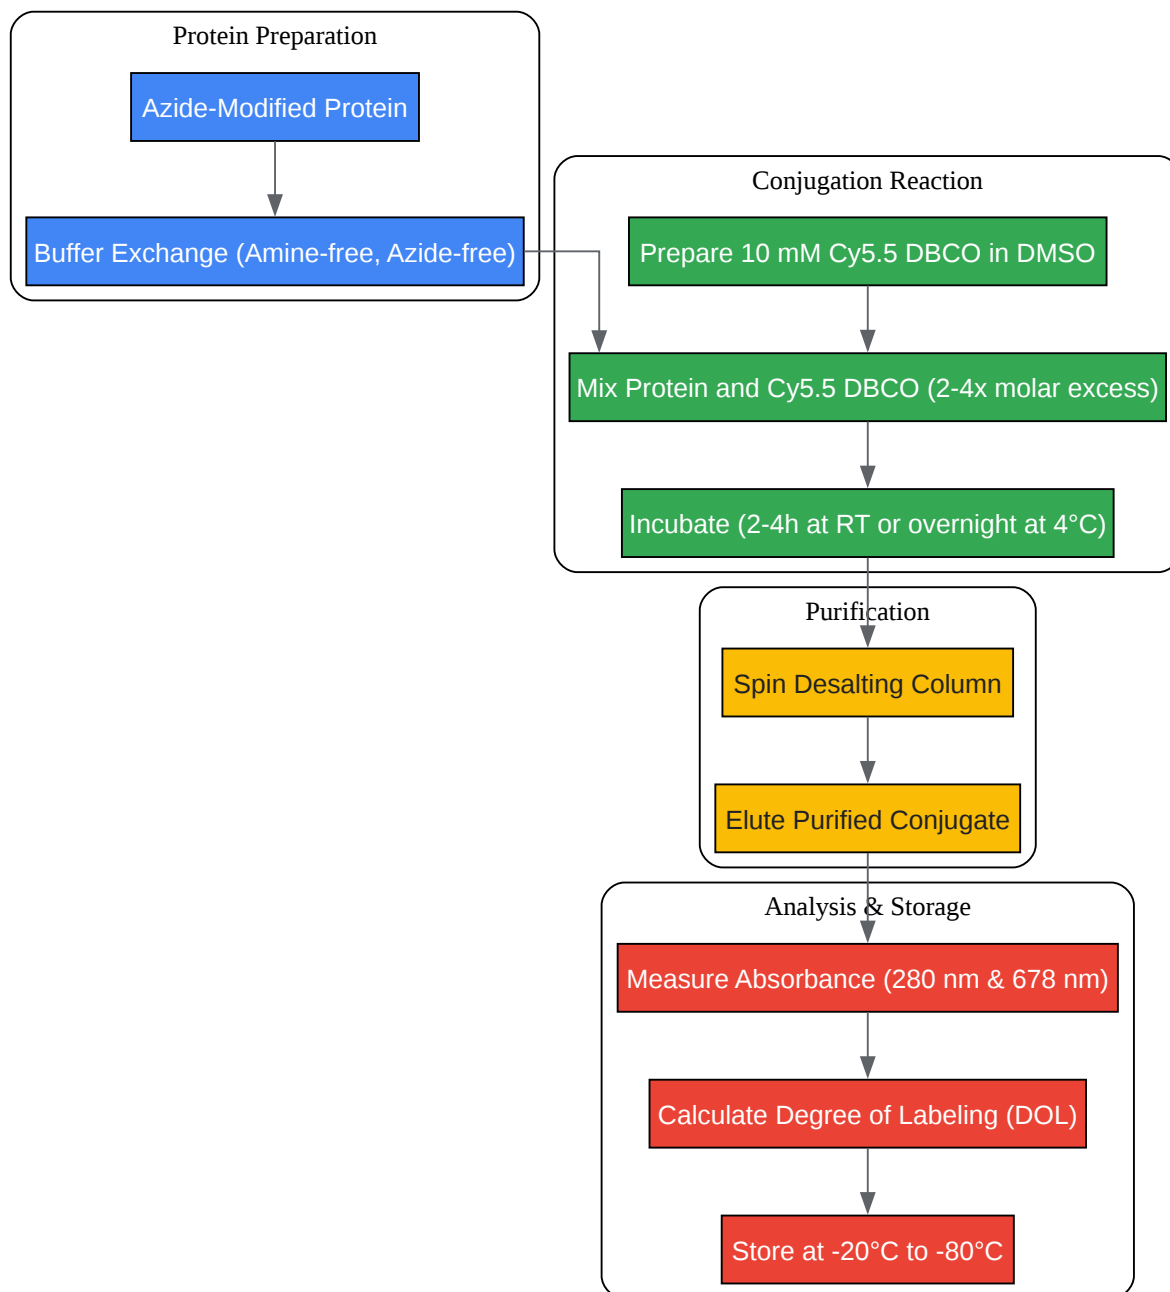 Protein Preparation
Azide-Modified Protein
Buffer Exchange (Amine-free, Azide-free)
Conjugation Reaction
Prepare 10 mM Cy5.5 DBCO in DMSO
Mix Protein and Cy5.5 DBCO (2-4x molar excess)
Incubate (2-4h at RT or overnight at 4°C)
Purification
Spin Desalting Column
Elute Purified Conjugate
Analysis & Storage
Measure Absorbance (280 nm & 678 nm)
Calculate Degree of Labeling (DOL)
Store at -20°C to -80°C